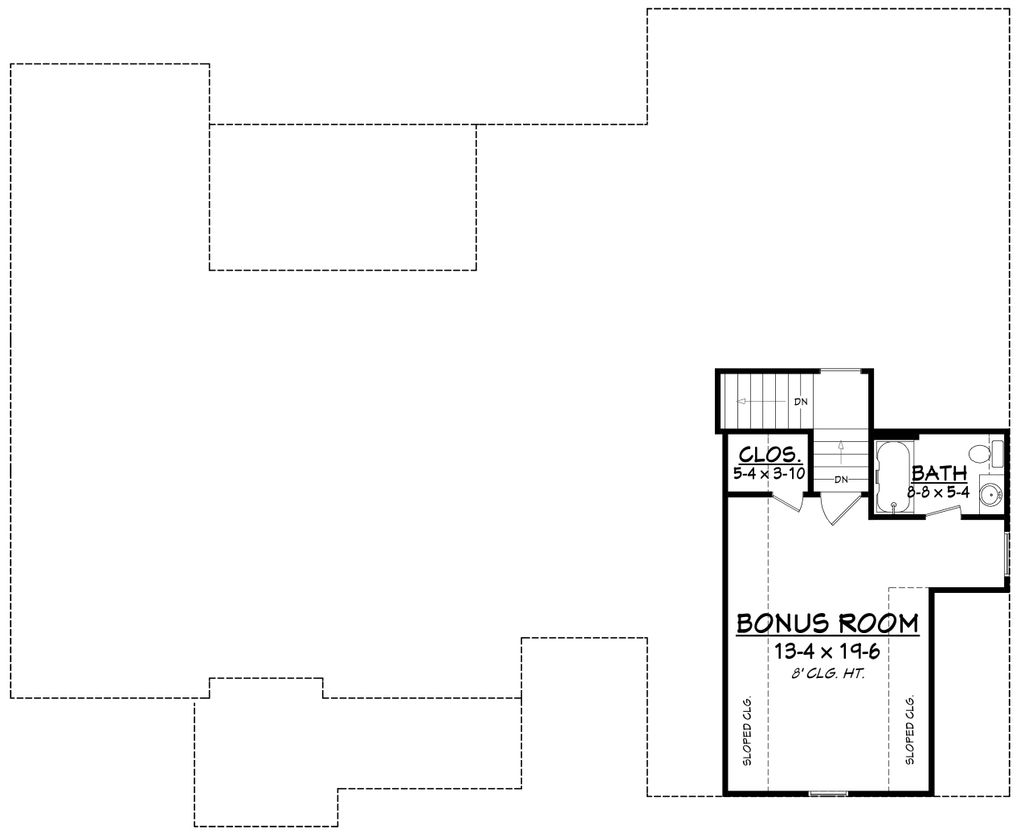 DN
CLOS.
5-4 x 3-10
DN
BATH
8-8 x 5-4
BONUS ROOM
13-4 x 19-6
8' CLG. HT.
SLOPED CLG.
SLOPED CLG.